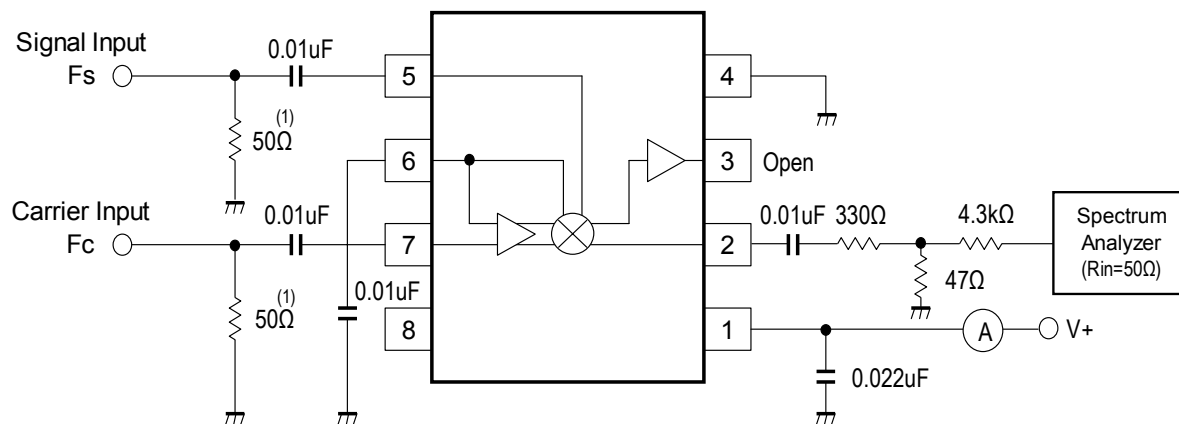 Signal Input
Fs
0.01uF
50Ω (1)
Carrier Input
Fc
0.01uF
50Ω (1)
0.01uF
5
6
7
8
4
3
2
1
Open
0.01uF
330Ω
4.3kΩ
47Ω
Spectrum
Analyzer
(Rin=50Ω)
A
V+
0.022uF